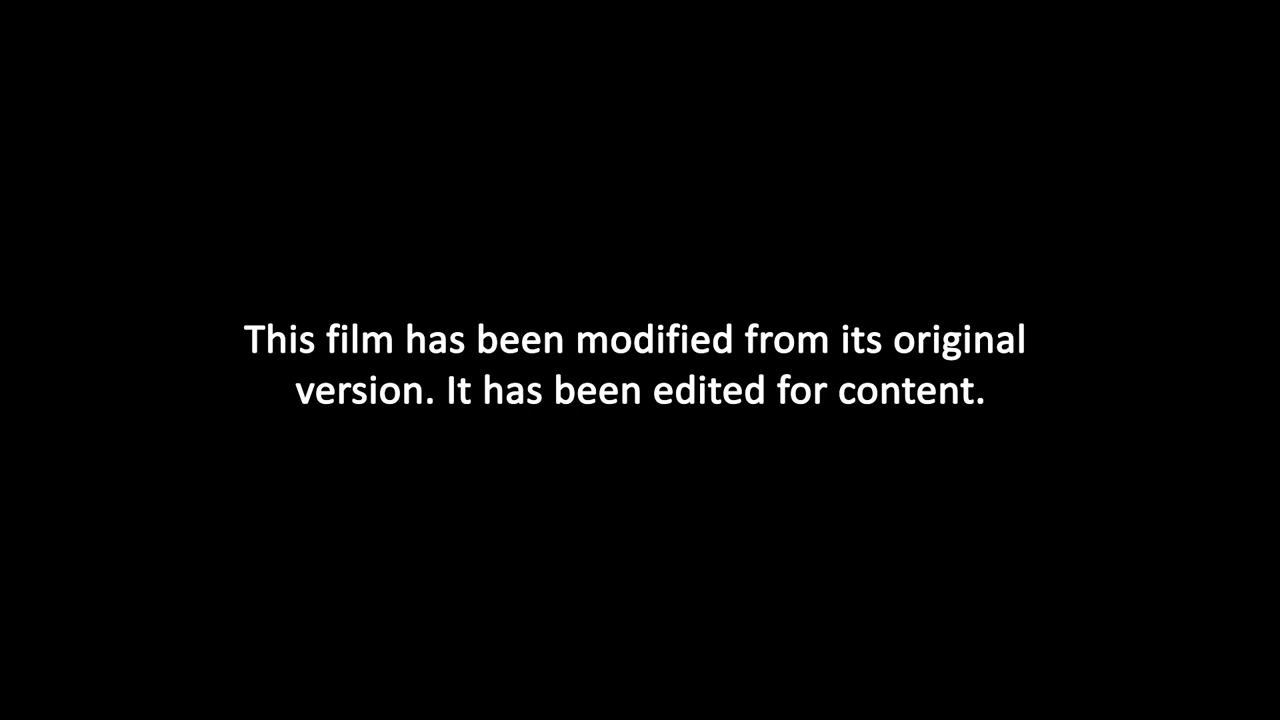 This film has been modified from its original
version. It has been edited for content.